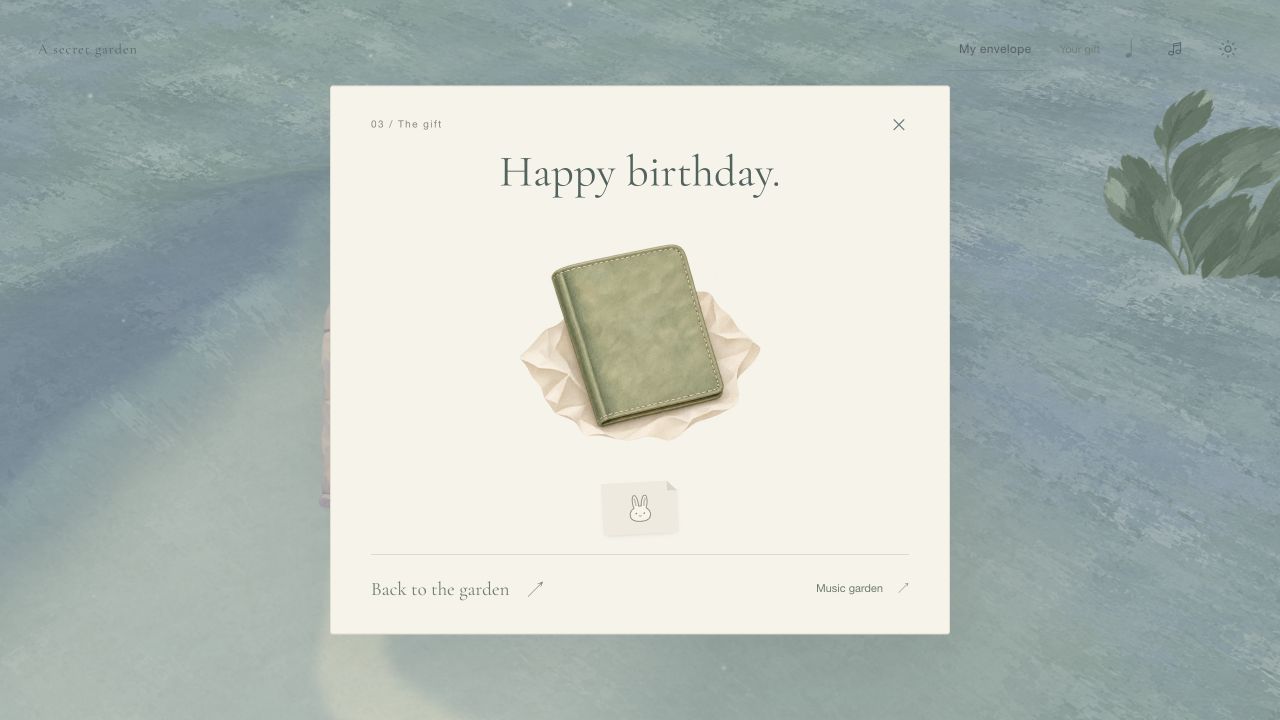 A secret garden
My envelope
Your gift
03 / The gift
Happy birthday.
Back to the garden
Music garden